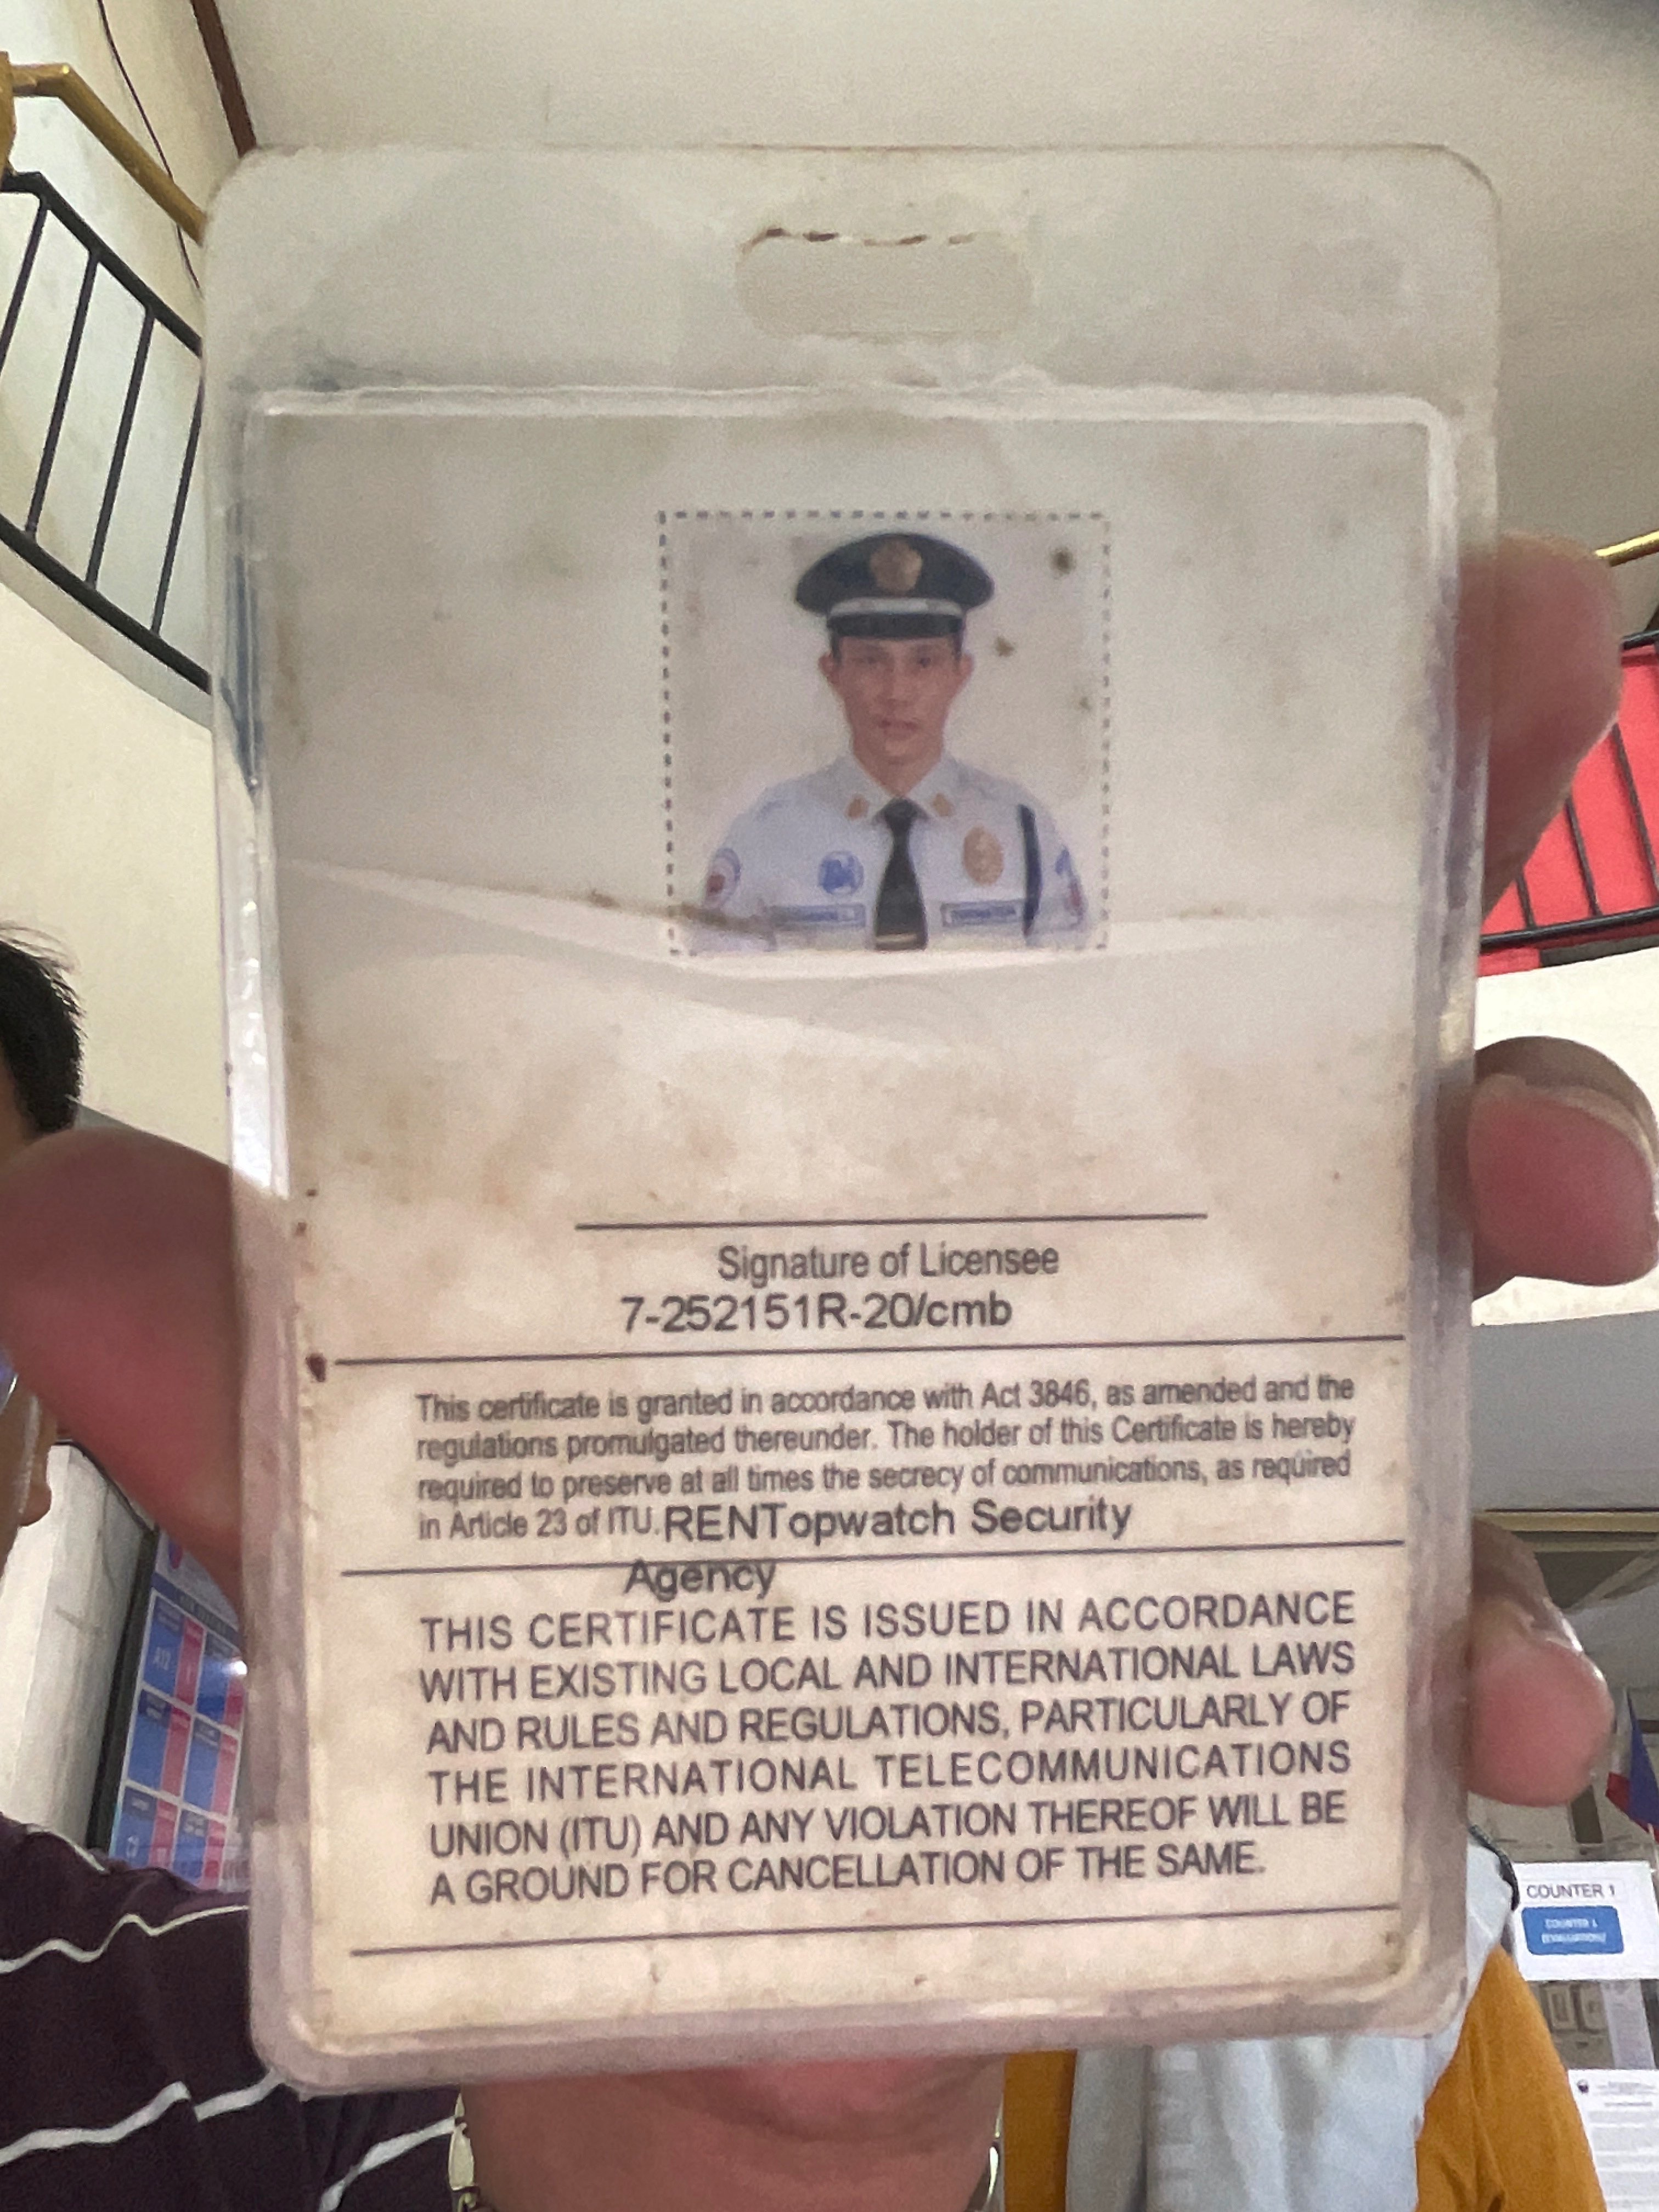 Signature of Licensee
7-252151R-20/cmb
This certificate is granted in accordance with Act 3846, as amended and the
regulations promulgated thereunder. The holder of this Certificate is hereby
required to preserve at all times the secrecy of communications, as required
in Article 23 of ITU. RENTopwatch Security
Agency
THIS CERTIFICATE IS ISSUED IN ACCORDANCE
WITH EXISTING LOCAL AND INTERNATIONAL LAWS
AND RULES AND REGULATIONS, PARTICULARLY OF
THE INTERNATIONAL TELECOMMUNICATIONS
UNION (ITU) AND ANY VIOLATION THEREOF WILL BE
A GROUND FOR CANCELLATION OF THE SAME.
COUNTER 1
COUNTER 1